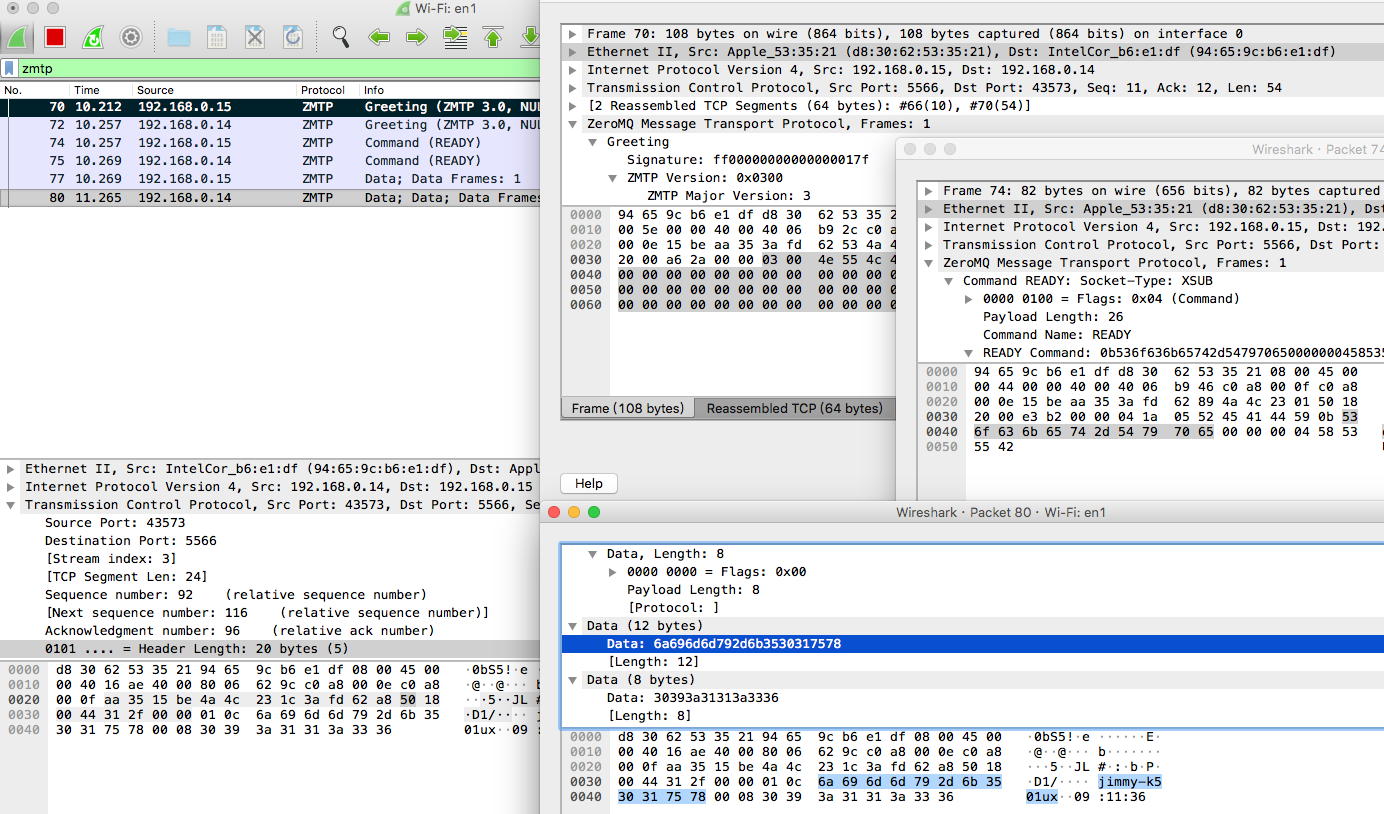 Wi-Fi: en1
zmtp
No. Time Source Protocol Info
70 10.212 192.168.0.15 ZMTP Greeting (ZMTP 3.0, NUL
72 10.257 192.168.0.14 ZMTP Greeting (ZMTP 3.0, NUL
74 10.257 192.168.0.15 ZMTP Command (READY)
75 10.269 192.168.0.14 ZMTP Command (READY)
77 10.269 192.168.0.15 ZMTP Data; Data Frames: 1
80 11.265 192.168.0.14 ZMTP Data; Data; Data Frames
Ethernet II, Src: IntelCor_b6:e1:df (94:65:9c:b6:e1:df), Dst: Appl
Internet Protocol Version 4, Src: 192.168.0.14, Dst: 192.168.0.15
Transmission Control Protocol, Src Port: 43573, Dst Port: 5566, Se
Source Port: 43573
Destination Port: 5566
[Stream index: 3]
[TCP Segment Len: 24]
Sequence number: 92 (relative sequence number)
[Next sequence number: 116 (relative sequence number)]
Acknowledgment number: 96 (relative ack number)
0101 .... = Header Length: 20 bytes (5)
0000 d8 30 62 53 35 21 94 65 9c b6 e1 df 08 00 45 00 ·0bS5!·e
0010 00 40 16 ae 40 00 80 06 62 9c c0 a8 00 0e c0 a8 ·@··@··· b
0020 00 0f aa 35 15 be 4a 4c 23 1c 3a fd 62 a8 50 18 ···5··JL #
0030 00 44 31 2f 00 00 01 0c 6a 69 6d 6d 79 2d 6b 35 ·D1/···· j
0040 30 31 75 78 00 08 30 39 3a 31 31 3a 33 36 01ux··09 :
Frame 70: 108 bytes on wire (864 bits), 108 bytes captured (864 bits) on interface 0
Ethernet II, Src: Apple_53:35:21 (d8:30:62:53:35:21), Dst: IntelCor_b6:e1:df (94:65:9c:b6:e1:df)
Internet Protocol Version 4, Src: 192.168.0.15, Dst: 192.168.0.14
Transmission Control Protocol, Src Port: 5566, Dst Port: 43573, Seq: 11, Ack: 12, Len: 54
[2 Reassembled TCP Segments (64 bytes): #66(10), #70(54)]
ZeroMQ Message Transport Protocol, Frames: 1
Greeting
Signature: ff00000000000000017f
ZMTP Version: 0x0300
ZMTP Major Version: 3
0000 94 65 9c b6 e1 df d8 30 62 53 35 2
0010 00 5e 00 00 40 00 40 06 b9 2c c0 a
0020 00 0e 15 be aa 35 3a fd 62 53 4a 4
0030 20 00 a6 2a 00 00 03 00 4e 55 4c 4
0040 00 00 00 00 00 00 00 00 00 00 00 00
0050 00 00 00 00 00 00 00 00 00 00 00 00
0060 00 00 00 00 00 00 00 00 00 00 00 00
Frame (108 bytes) Reassembled TCP (64 bytes)
Help
Wireshark · Packet 74
Frame 74: 82 bytes on wire (656 bits), 82 bytes captured
Ethernet II, Src: Apple_53:35:21 (d8:30:62:53:35:21), Dst
Internet Protocol Version 4, Src: 192.168.0.15, Dst: 192.
Transmission Control Protocol, Src Port: 5566, Dst Port:
ZeroMQ Message Transport Protocol, Frames: 1
Command READY: Socket-Type: XSUB
0000 0100 = Flags: 0x04 (Command)
Payload Length: 26
Command Name: READY
READY Command: 0b536f636b65742d547970650000000458535
0000 94 65 9c b6 e1 df d8 30 62 53 35 21 08 00 45 00
0010 00 44 00 00 40 00 40 06 b9 46 c0 a8 00 0f c0 a8
0020 00 0e 15 be aa 35 3a fd 62 89 4a 4c 23 01 50 18
0030 20 00 e3 b2 00 00 04 1a 05 52 45 41 44 59 0b 53
0040 6f 63 6b 65 74 2d 54 79 70 65 00 00 00 04 58 53
0050 55 42
Wireshark · Packet 80 · Wi-Fi: en1
Data, Length: 8
0000 0000 = Flags: 0x00
Payload Length: 8
[Protocol: ]
Data (12 bytes)
Data: 6a696d6d792d6b3530317578
[Length: 12]
Data (8 bytes)
Data: 30393a31313a3336
[Length: 8]
0000 d8 30 62 53 35 21 94 65 9c b6 e1 df 08 00 45 00 ·0bS5!·e ······E·
0010 00 40 16 ae 40 00 80 06 62 9c c0 a8 00 0e c0 a8 ·@··@··· b·······
0020 00 0f aa 35 15 be 4a 4c 23 1c 3a fd 62 a8 50 18 ···5··JL #·:·b·P·
0030 00 44 31 2f 00 00 01 0c 6a 69 6d 6d 79 2d 6b 35 ·D1/···· jimmy-k5
0040 30 31 75 78 00 08 30 39 3a 31 31 3a 33 36 01ux··09 :11:36